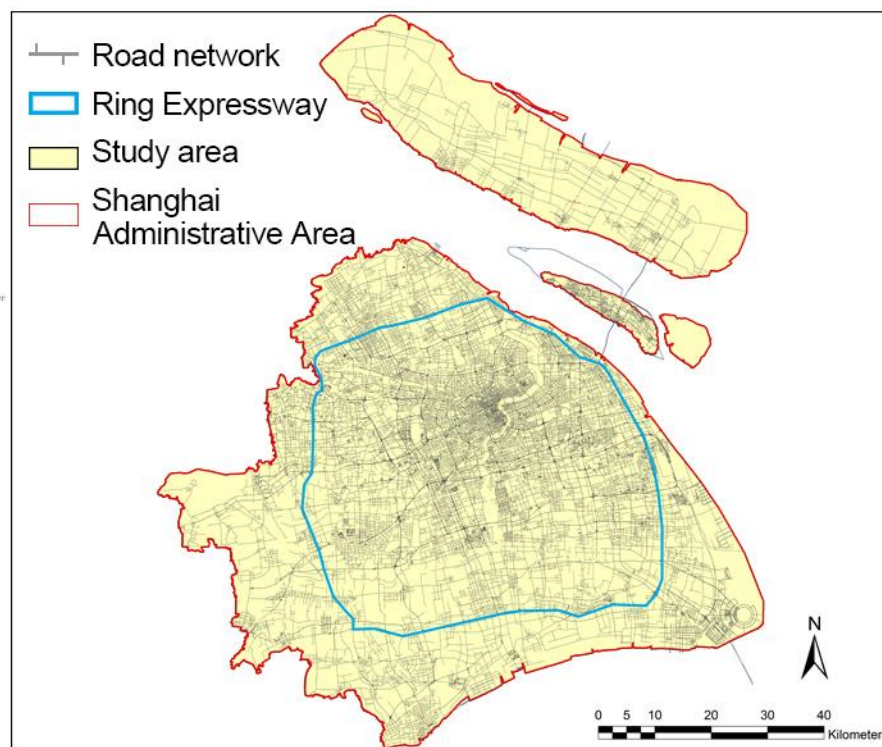 Road network
Ring Expressway
Study area
Shanghai
Administrative Area
N
0 5 10 20 30 40
Kilometer